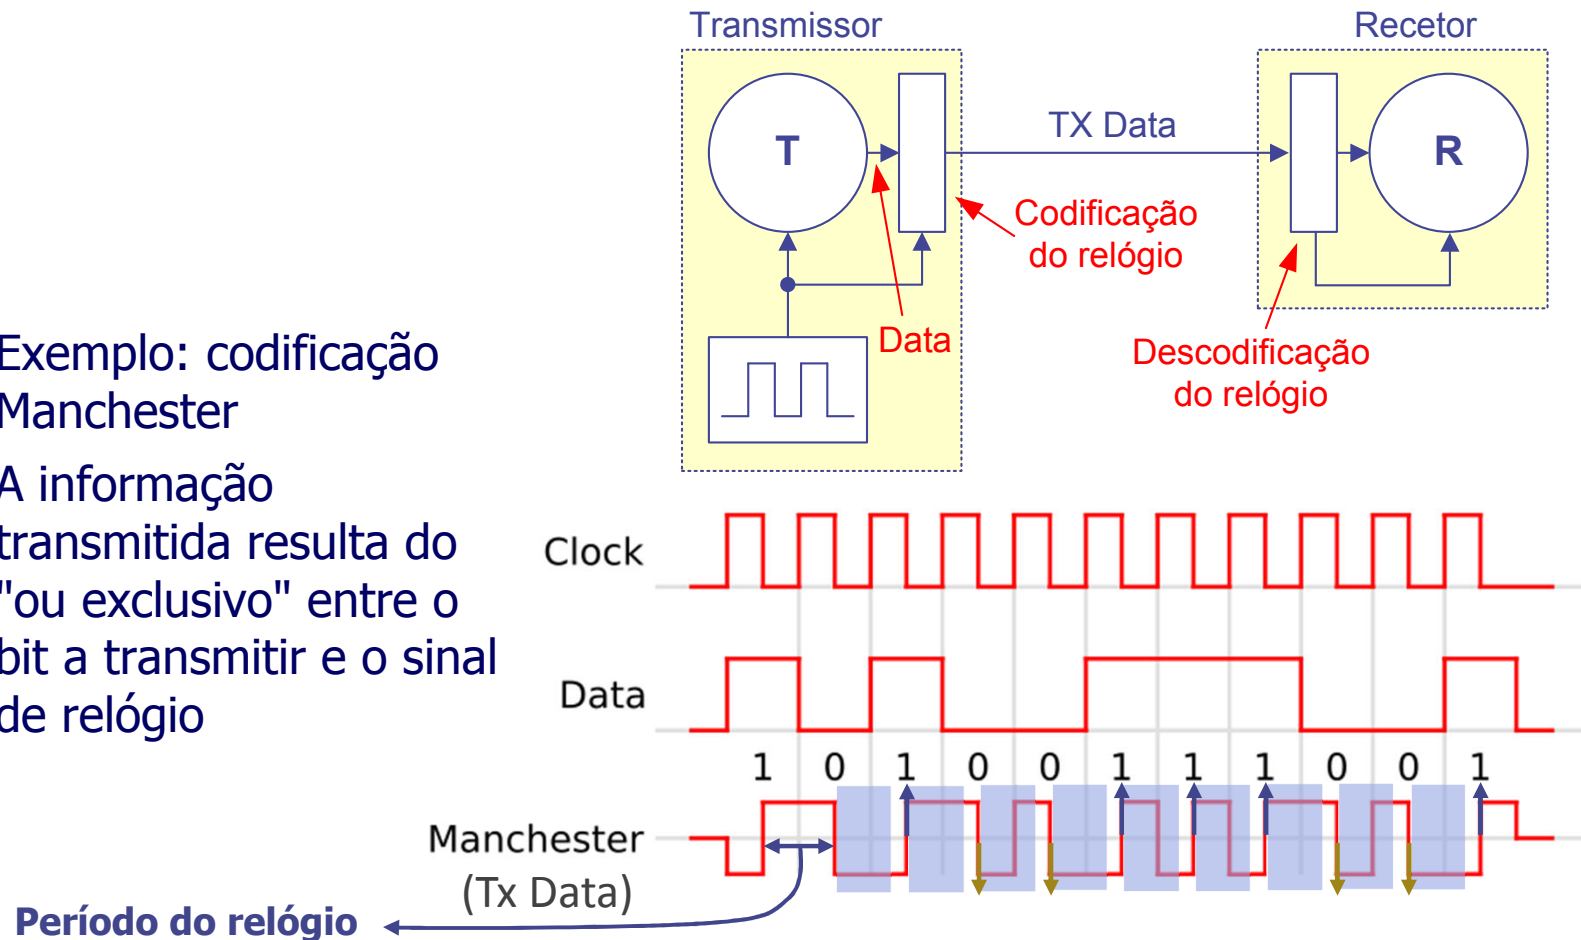 Transmissor
Recetor
T
TX Data
R
Codificação
do relógio
Data
Descodificação
do relógio
Exemplo: codificação
Manchester
A informação
transmitida resulta do
"ou exclusivo" entre o
bit a transmitir e o sinal
de relógio
Clock
Data
1 0 1 0 0 1 1 1 0 0 1
Manchester
(Tx Data)
Período do relógio